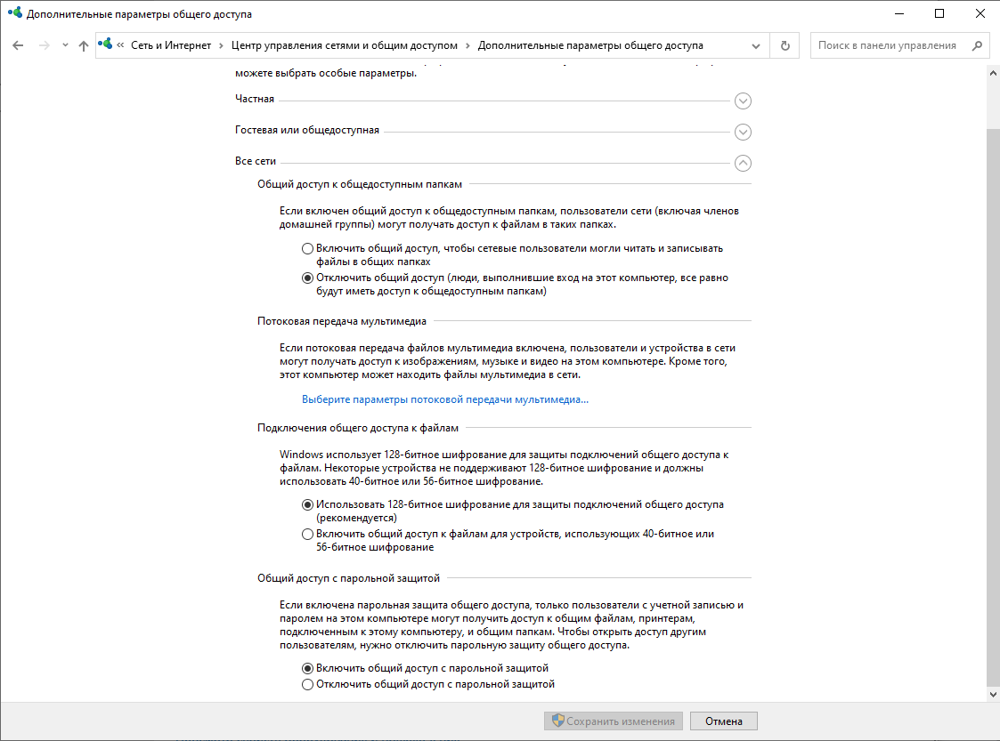 Дополнительные параметры общего доступа
« Сеть и Интернет › Центр управления сетями и общим доступом › Дополнительные параметры общего доступа
Поиск в панели управления
можете выбрать особые параметры.
Частная
Гостевая или общедоступная
Все сети
Общий доступ к общедоступным папкам
Если включен общий доступ к общедоступным папкам, пользователи сети (включая членов
домашней группы) могут получать доступ к файлам в таких папках.
Включить общий доступ, чтобы сетевые пользователи могли читать и записывать
файлы в общих папках
Отключить общий доступ (люди, выполнившие вход на этот компьютер, все равно
будут иметь доступ к общедоступным папкам)
Потоковая передача мультимедиа
Если потоковая передача файлов мультимедиа включена, пользователи и устройства в сети
могут получать доступ к изображениям, музыке и видео на этом компьютере. Кроме того,
этот компьютер может находить файлы мультимедиа в сети.
Выберите параметры потоковой передачи мультимедиа...
Подключения общего доступа к файлам
Windows использует 128-битное шифрование для защиты подключений общего доступа к
файлам. Некоторые устройства не поддерживают 128-битное шифрование и должны
использовать 40-битное или 56-битное шифрование.
Использовать 128-битное шифрование для защиты подключений общего доступа
(рекомендуется)
Включить общий доступ к файлам для устройств, использующих 40-битное или
56-битное шифрование
Общий доступ с парольной защитой
Если включена парольная защита общего доступа, только пользователи с учетной записью и
паролем на этом компьютере могут получить доступ к общим файлам, принтерам,
подключенным к этому компьютеру, и общим папкам. Чтобы открыть доступ другим
пользователям, нужно отключить парольную защиту общего доступа.
Включить общий доступ с парольной защитой
Отключить общий доступ с парольной защитой
Сохранить изменения
Отмена